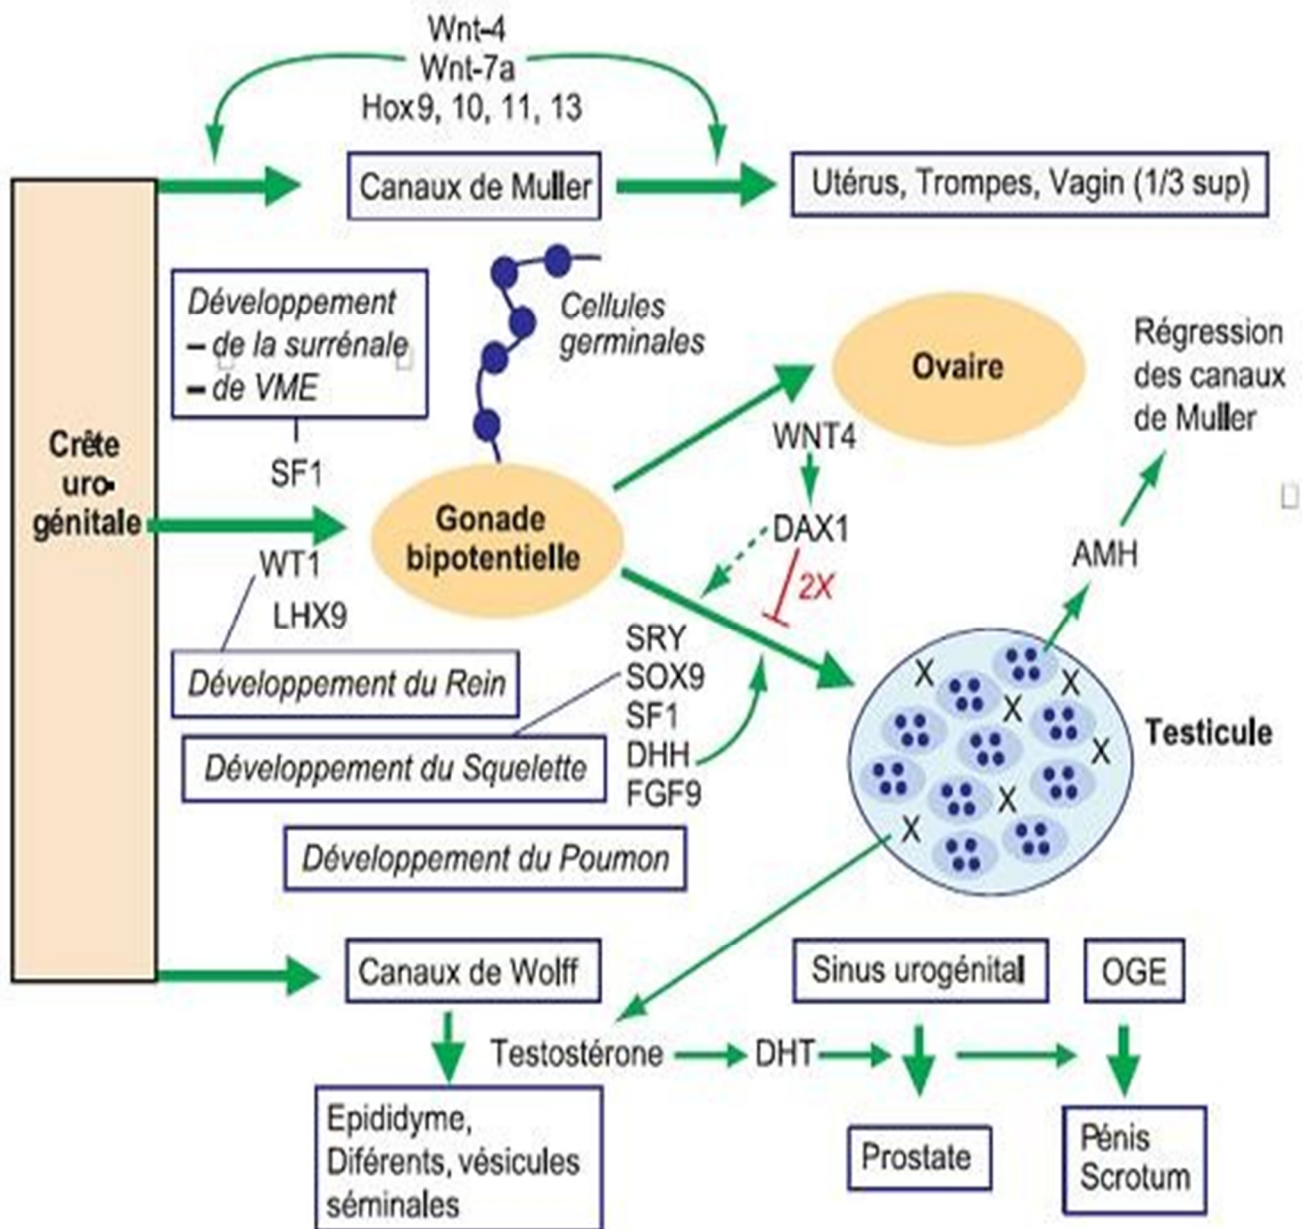 Wnt-4
Wnt-7a
Hox9, 10, 11, 13
Canaux de Muller
Utérus, Trompes, Vagin (1/3 sup)
Développement
– de la surrénale
– de VME
Cellules
germinales
Ovaire
Régression
des canaux
de Muller
Crête
uro-
génitale
SF1
WNT4
Gonade
bipotentielle
DAX1
2X
AMH
WT1
LHX9
Développement du Rein
SRY
SOX9
SF1
DHH
FGF9
Développement du Squelette
X
X
X
X
X
X
Testicule
Développement du Poumon
Canaux de Wolff
Sinus urogénital
OGE
Testostérone
DHT
Epididyme,
Diférents, vésicules
séminales
Prostate
Pénis
Scrotum